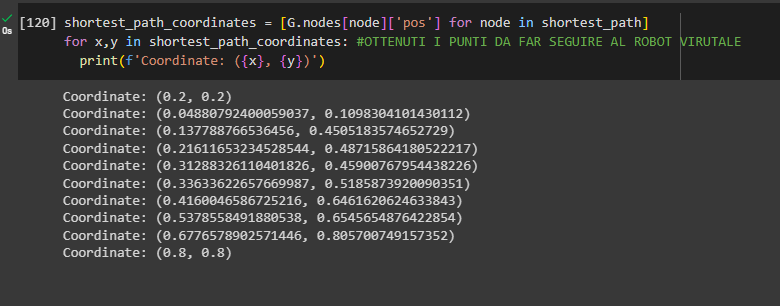 [120] shortest_path_coordinates = [G.nodes[node]['pos'] for node in shortest_path]
0s for x,y in shortest_path_coordinates: #OTTENUTI I PUNTI DA FAR SEGUIRE AL ROBOT VIRUTALE
print(f'Coordinate: ({x}, {y})')
Coordinate: (0.2, 0.2)
Coordinate: (0.04880792400059037, 0.1098304101430112)
Coordinate: (0.137788766536456, 0.4505183574652729)
Coordinate: (0.21611653234528544, 0.48715864180522217)
Coordinate: (0.31288326110401826, 0.45900767954438226)
Coordinate: (0.33633622657669987, 0.5185873920090351)
Coordinate: (0.4160046586725216, 0.6461620624633843)
Coordinate: (0.5378558491880538, 0.6545654876422854)
Coordinate: (0.6776578902571446, 0.805700749157352)
Coordinate: (0.8, 0.8)